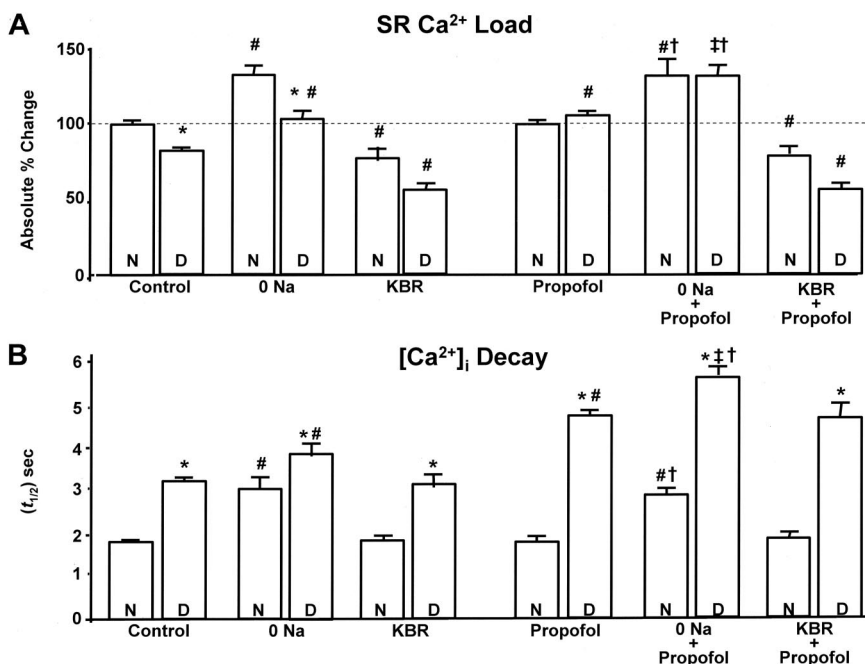 A
SR Ca²⁺ Load
Absolute % Change
150
100
50
0
# * * # # # # #† ‡† # #
N D N D N D N D N D N D
Control 0 Na KBR Propofol 0 Na + Propofol KBR + Propofol
B
[Ca²⁺]ᵢ Decay
(t₁/₂) sec
6
5
4
3
2
1
0
* # *# * *# #† *‡† *
N D N D N D N D N D N D
Control 0 Na KBR Propofol 0 Na + Propofol KBR + Propofol